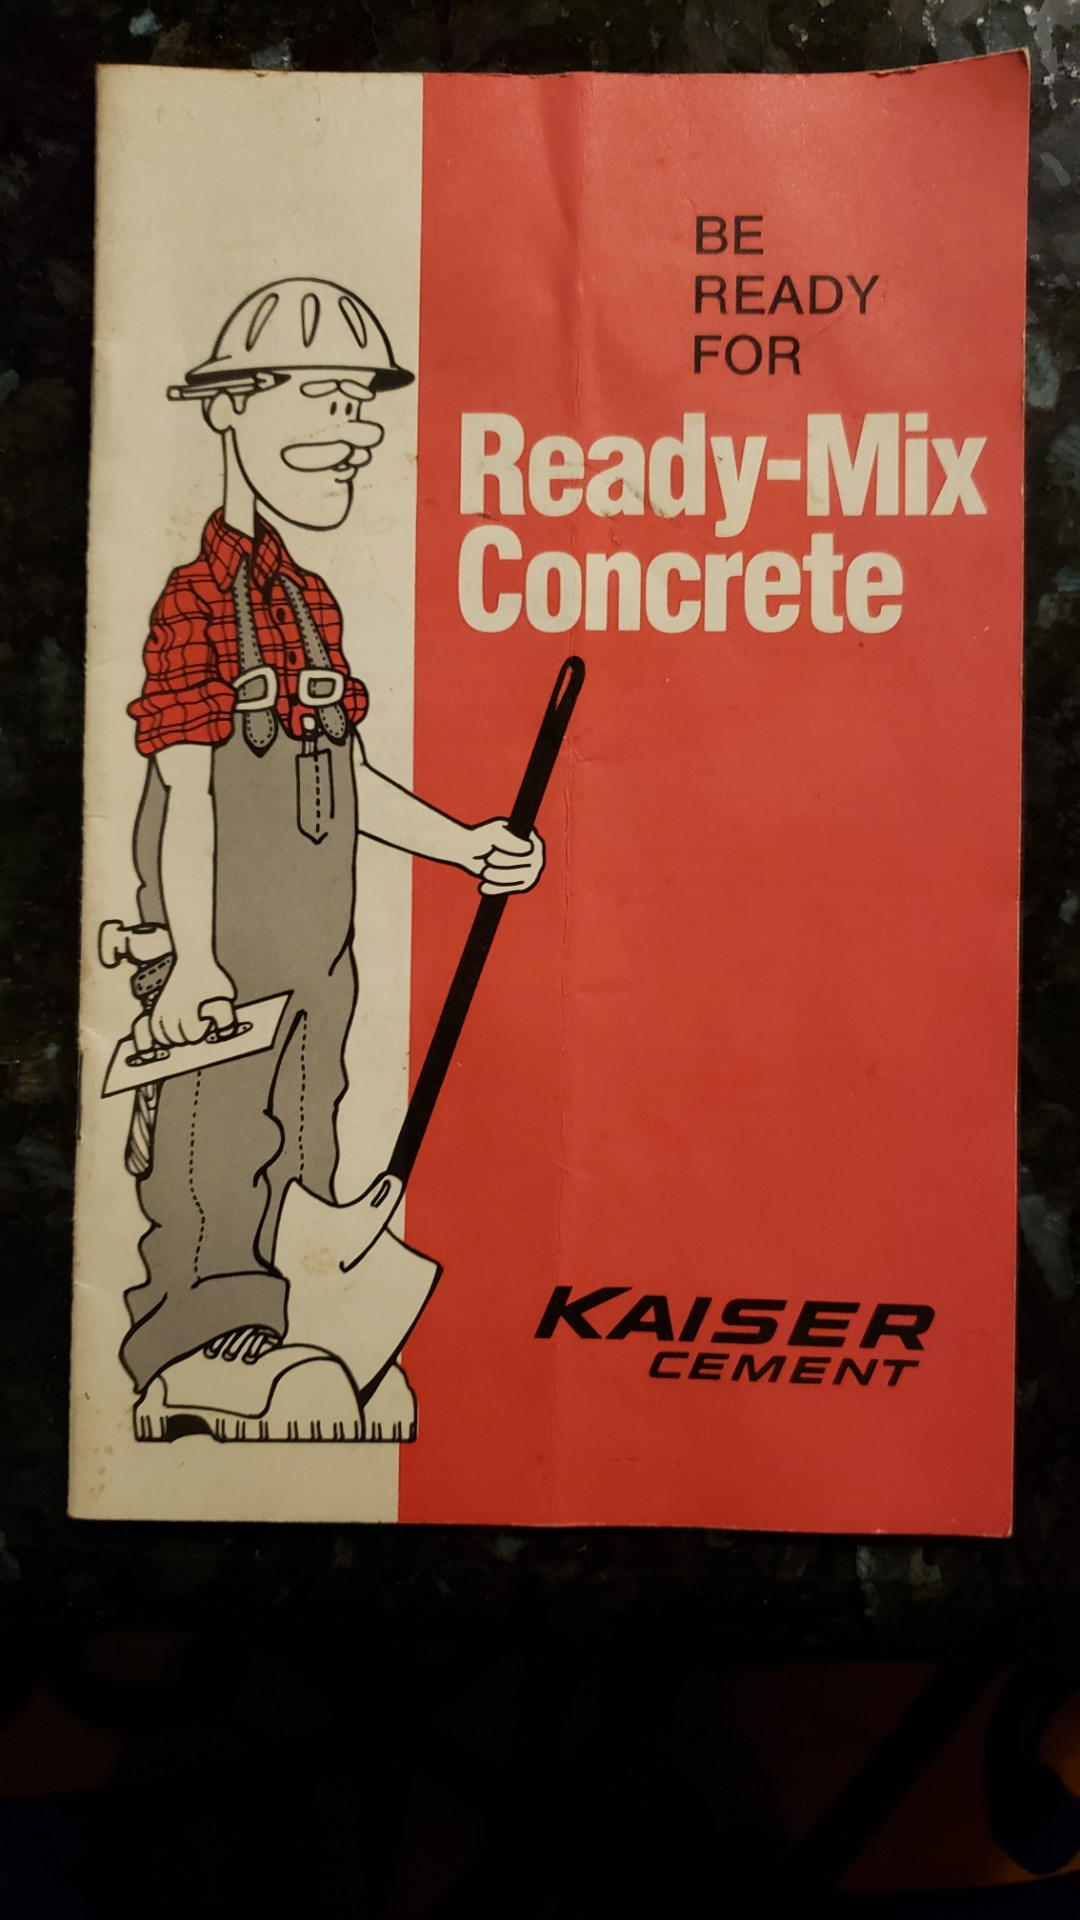 BE
READY
FOR
Ready-Mix
Concrete
KAISER
CEMENT